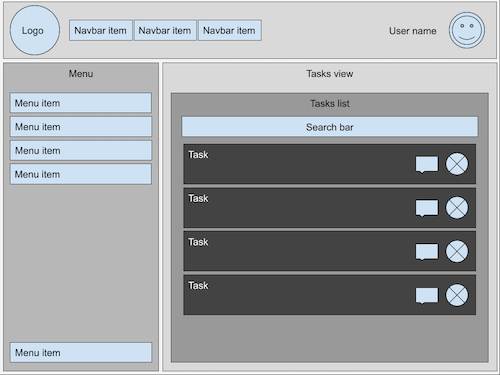 Logo
Navbar item
Navbar item
Navbar item
User name
Menu
Menu item
Menu item
Menu item
Menu item
Menu item
Tasks view
Tasks list
Search bar
Task
Task
Task
Task